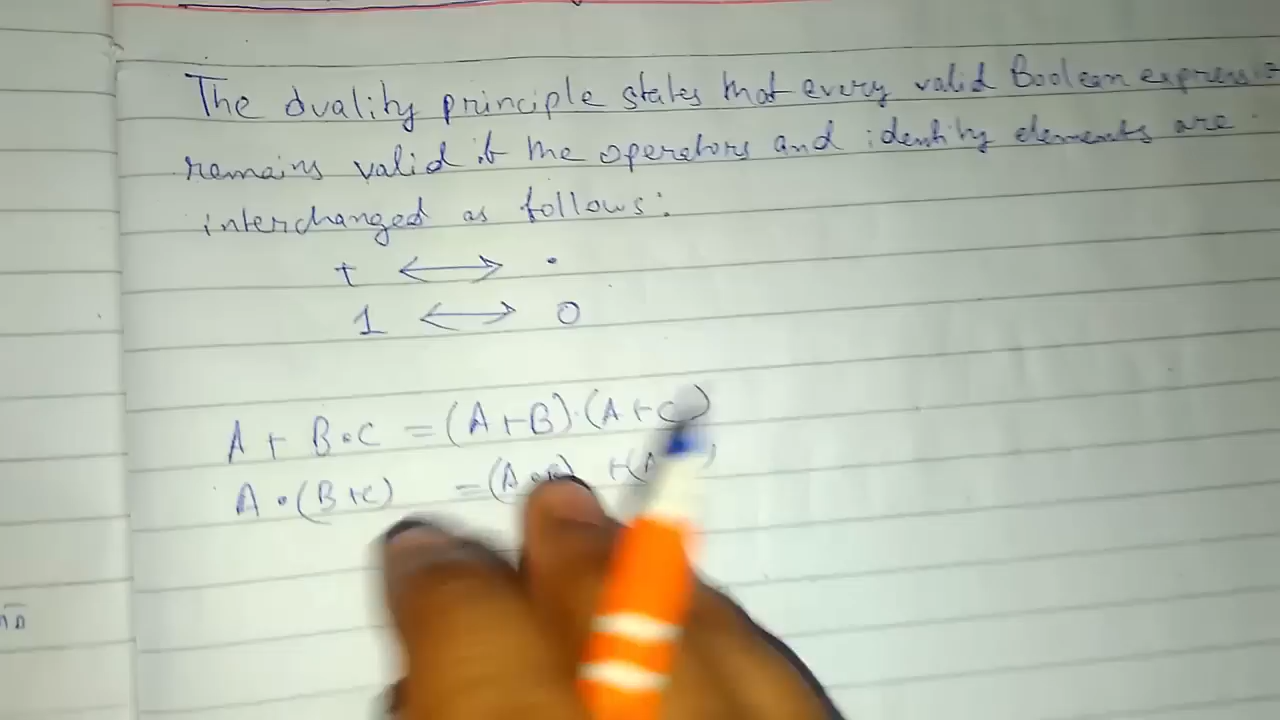 The duality principle states that every valid Boolean
remains valid if the operators and identity elements are
interchanged as follows:
+ ⟷ ·
1 ⟷ 0
A + B·C = (A+B)·(A+C)
A·(B+C) = (A